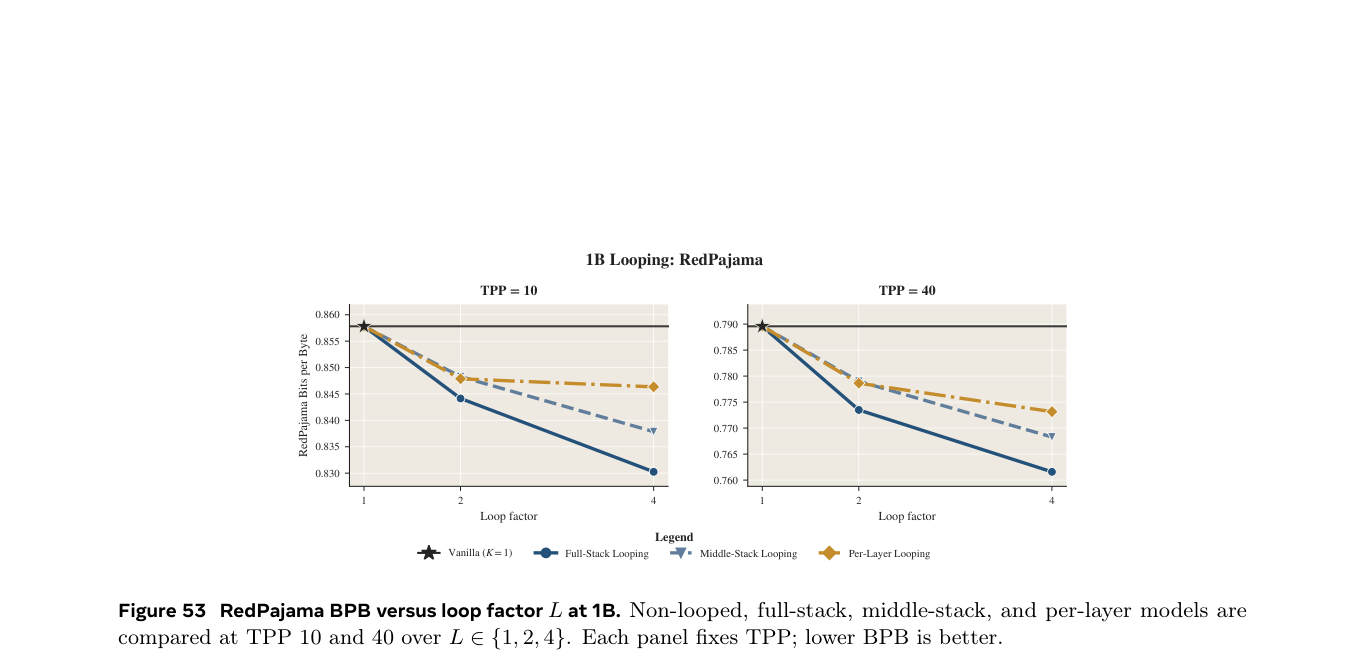 1B Looping: RedPajama
TPP = 10
TPP = 40
RedPajama Bits per Byte
0.860
0.855
0.850
0.845
0.840
0.835
0.830
1
2
4
Loop factor
0.790
0.785
0.780
0.775
0.770
0.765
0.760
1
2
4
Loop factor
Legend
Vanilla (K = 1)
Full-Stack Looping
Middle-Stack Looping
Per-Layer Looping
Figure 53 RedPajama BPB versus loop factor L at 1B. Non-looped, full-stack, middle-stack, and per-layer models are
compared at TPP 10 and 40 over L ∈ {1, 2, 4}. Each panel fixes TPP; lower BPB is better.